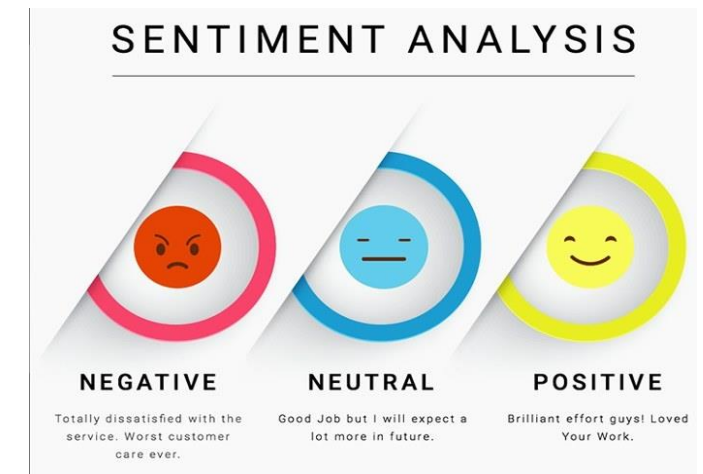 SENTIMENT ANALYSIS
NEGATIVE
Totally dissatisfied with the
service. Worst customer
care ever.
NEUTRAL
Good Job but I will expect a
lot more in future.
POSITIVE
Brilliant effort guys! Loved
Your Work.